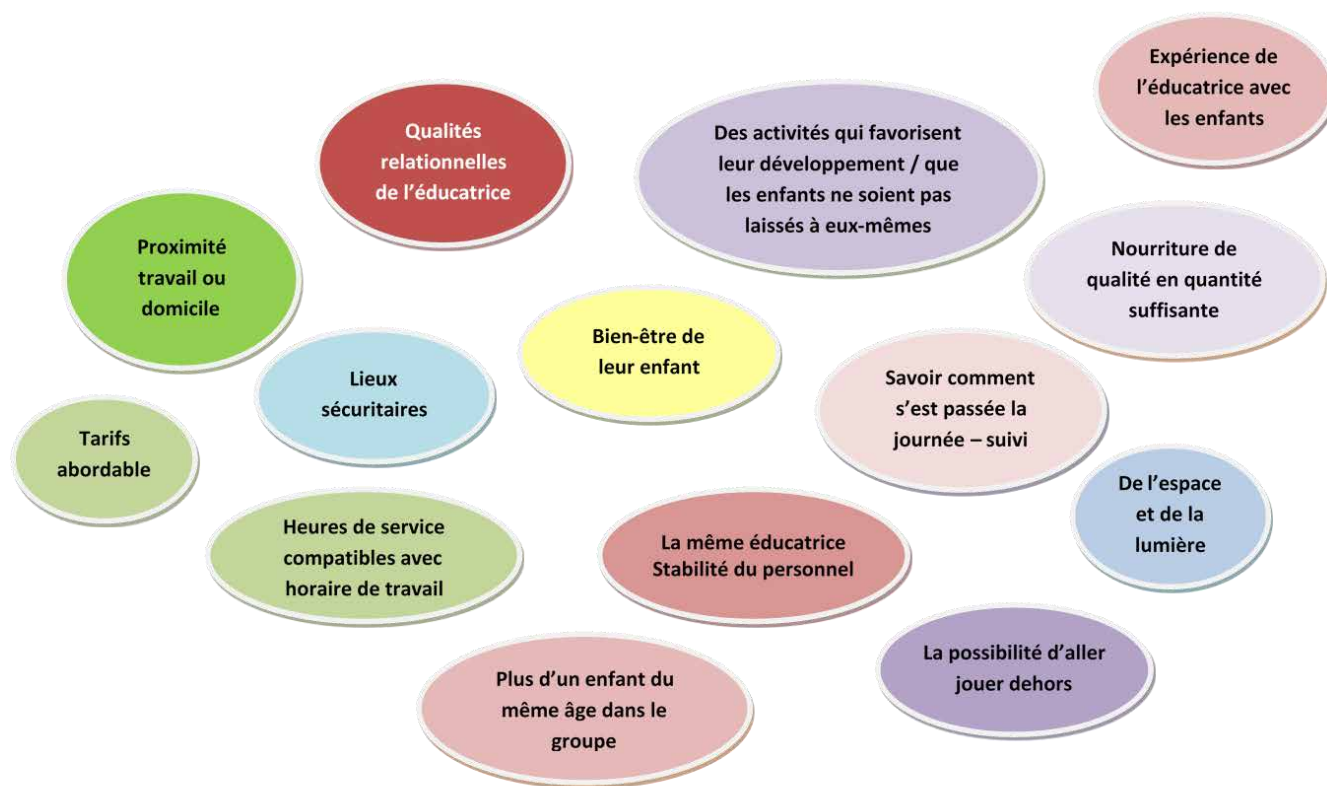 Expérience de
l'éducatrice avec
les enfants
Qualités
relationnelles
de l'éducatrice
Des activités qui favorisent
leur développement / que
les enfants ne soient pas
laissés à eux-mêmes
Proximité
travail ou
domicile
Nourriture de
qualité en quantité
suffisante
Bien-être de
leur enfant
Lieux
sécuritaires
Savoir comment
s'est passée la
journée – suivi
Tarifs
abordable
De l'espace
et de la
lumière
Heures de service
compatibles avec
horaire de travail
La même éducatrice
Stabilité du personnel
La possibilité d'aller
jouer dehors
Plus d'un enfant du
même âge dans le
groupe